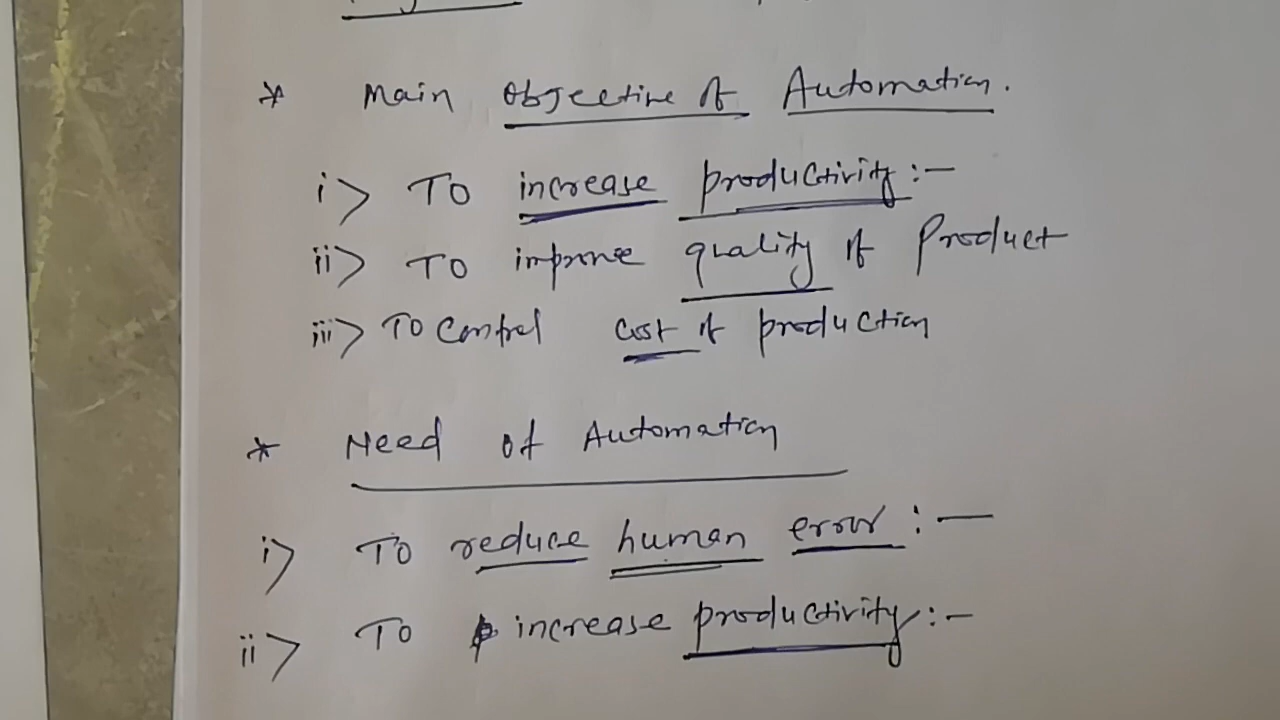 * Main Objective of Automation.
i> To increase productivity :-
ii> To improve quality of Product
iii> To Control Cost of production
* Need of Automation
i> To reduce human error :-
ii> To increase productivity :-